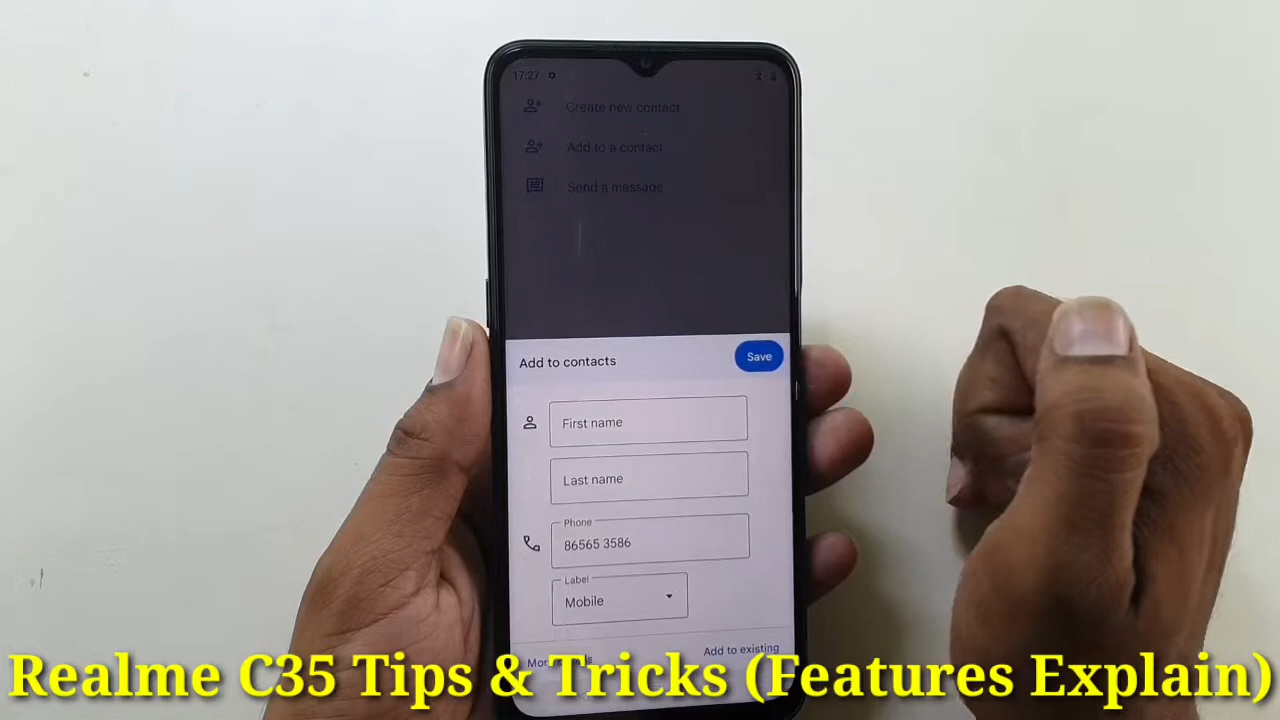 17:27
Create new contact
Add to a contact
Send a message
Add to contacts
Save
First name
Last name
Phone
86565 3586
Label
Mobile
Add to existing
Realme C35 Tips & Tricks (Features Explain)